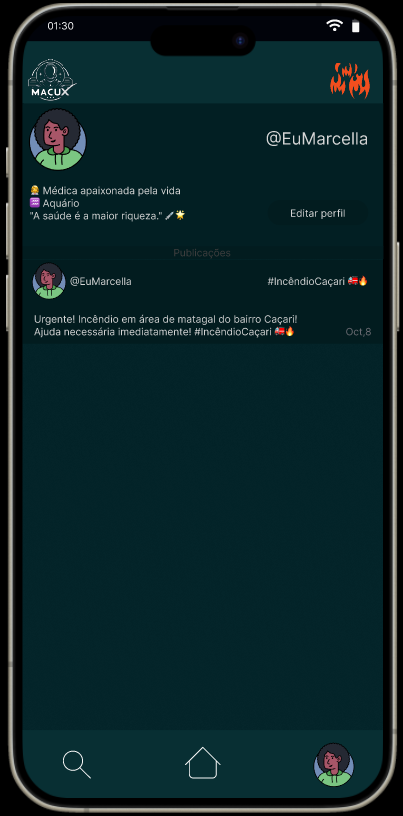 01:30
MACUX
@EuMarcella
Médica apaixonada pela vida
Aquário
"A saúde é a maior riqueza."
Editar perfil
Publicações
@EuMarcella
#IncêndioCaçari
Urgente! Incêndio em área de matagal do bairro Caçari!
Ajuda necessária imediatamente! #IncêndioCaçari
Oct,8